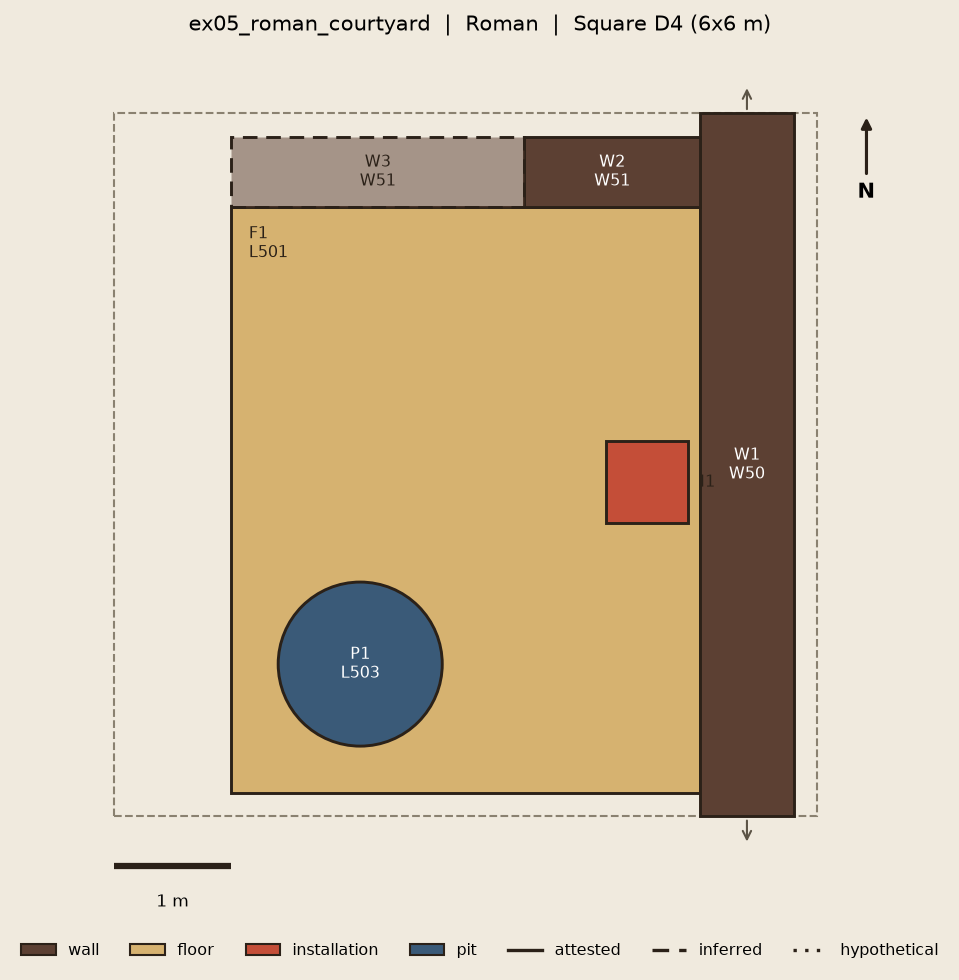 ex05_roman_courtyard | Roman | Square D4 (6x6 m)
W3
W51
W2
W51
N
F1
L501
W1
W50
I1
P1
L503
1 m
wall
floor
installation
pit
attested
inferred
hypothetical